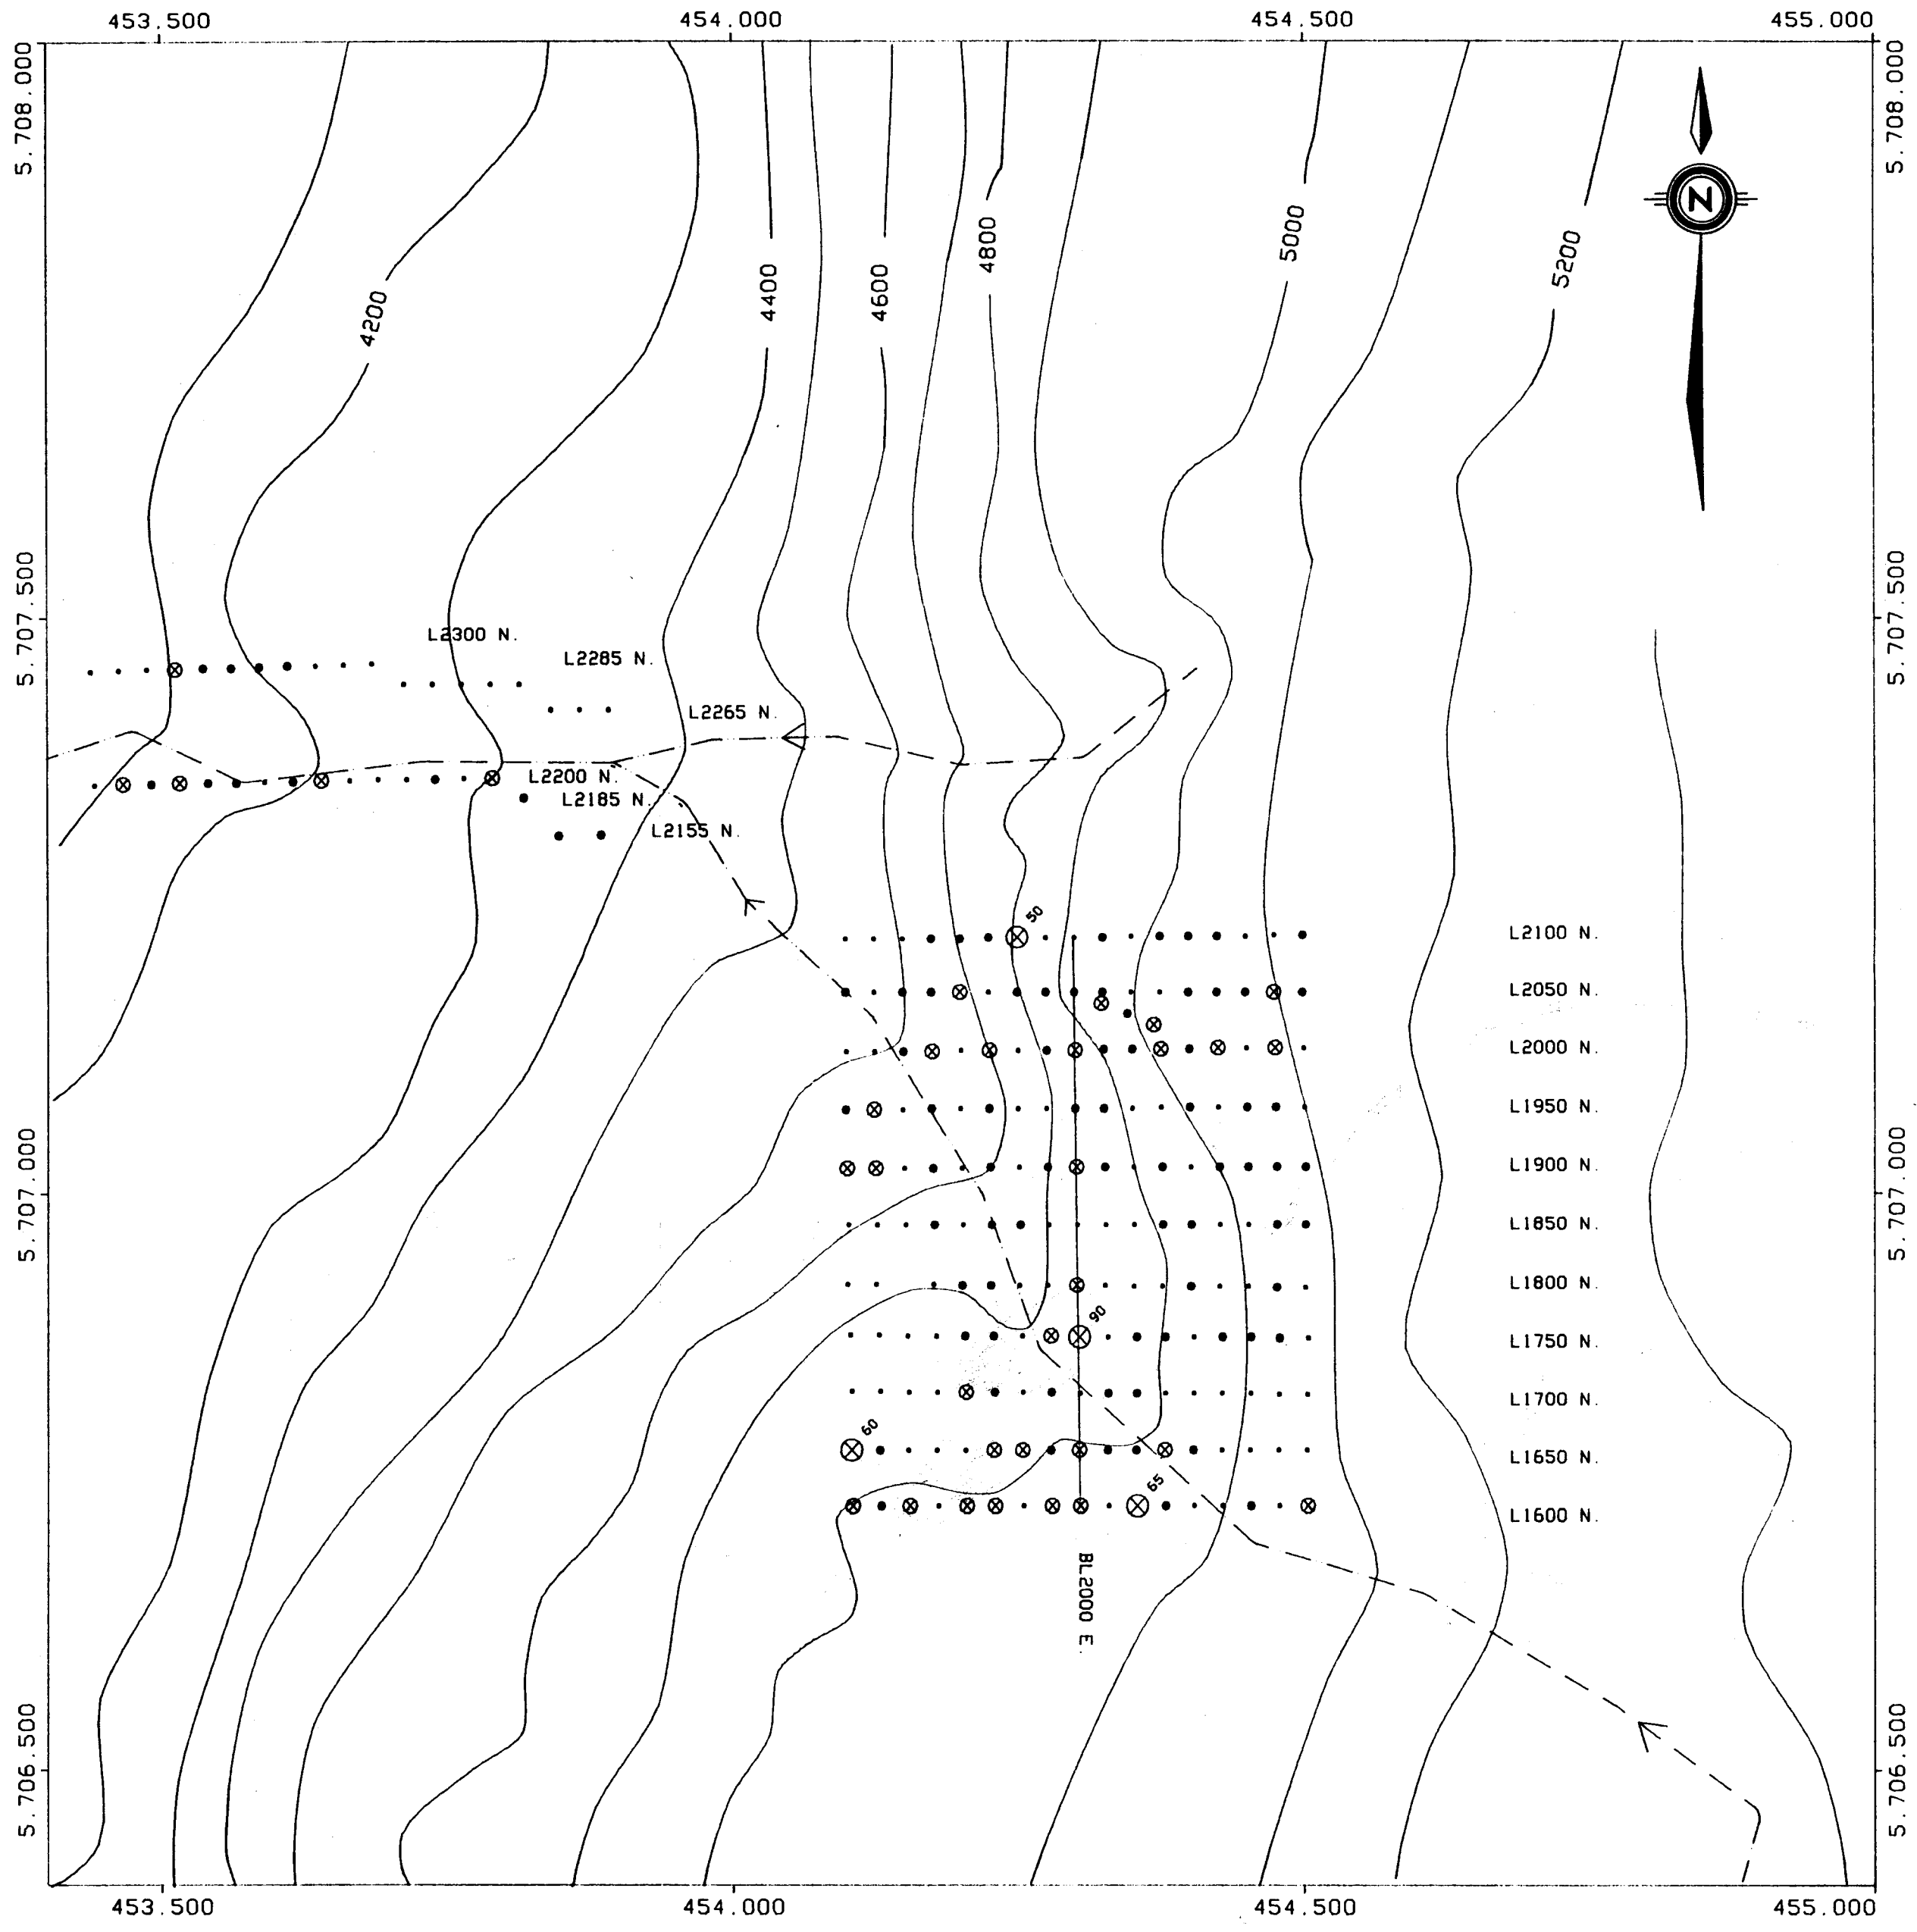 453.500 454.000 454.500 455.000
5.708.000 5.708.000
N
4200 4400 4600 4800 5000 5200
5.707.500 5.707.500
L2300 N.
L2285 N.
L2265 N.
L2200 N.
L2185 N.
L2155 N.
50
L2100 N.
L2050 N.
L2000 N.
L1950 N.
5.707.000 5.707.000
L1900 N.
L1850 N.
L1800 N.
90
L1750 N.
L1700 N.
60
L1650 N.
65
L1600 N.
BL2000 E.
5.706.500 5.706.500
453.500 454.000 454.500 455.000